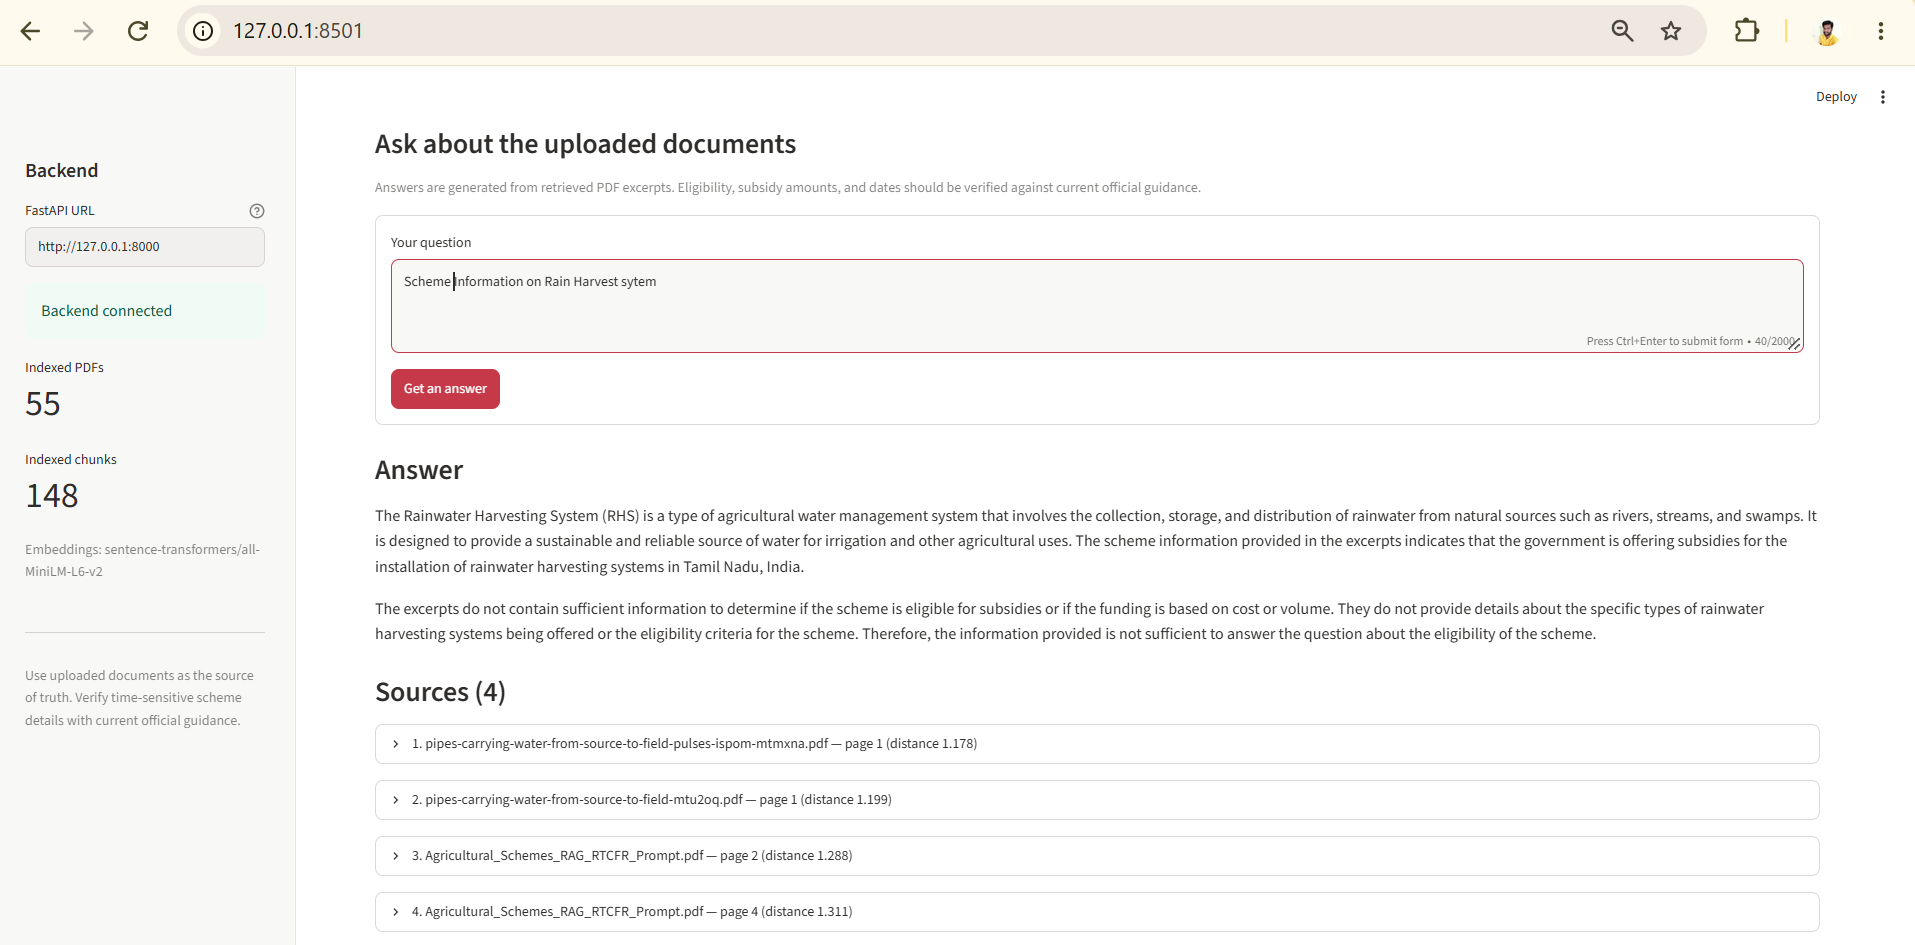 127.0.0.1:8501
Deploy
Backend
FastAPI URL
http://127.0.0.1:8000
Backend connected
Indexed PDFs
55
Indexed chunks
148
Embeddings: sentence-transformers/all-
MiniLM-L6-v2
Use uploaded documents as the source
of truth. Verify time-sensitive scheme
details with current official guidance.
Ask about the uploaded documents
Answers are generated from retrieved PDF excerpts. Eligibility, subsidy amounts, and dates should be verified against current official guidance.
Your question
Scheme Information on Rain Harvest sytem
Press Ctrl+Enter to submit form • 40/2000
Get an answer
Answer
The Rainwater Harvesting System (RHS) is a type of agricultural water management system that involves the collection, storage, and distribution of rainwater from natural sources such as rivers, streams, and swamps. It
is designed to provide a sustainable and reliable source of water for irrigation and other agricultural uses. The scheme information provided in the excerpts indicates that the government is offering subsidies for the
installation of rainwater harvesting systems in Tamil Nadu, India.
The excerpts do not contain sufficient information to determine if the scheme is eligible for subsidies or if the funding is based on cost or volume. They do not provide details about the specific types of rainwater
harvesting systems being offered or the eligibility criteria for the scheme. Therefore, the information provided is not sufficient to answer the question about the eligibility of the scheme.
Sources (4)
1. pipes-carrying-water-from-source-to-field-pulses-ispom-mtmxna.pdf — page 1 (distance 1.178)
2. pipes-carrying-water-from-source-to-field-mtu2oq.pdf — page 1 (distance 1.199)
3. Agricultural_Schemes_RAG_RTCFR_Prompt.pdf — page 2 (distance 1.288)
4. Agricultural_Schemes_RAG_RTCFR_Prompt.pdf — page 4 (distance 1.311)